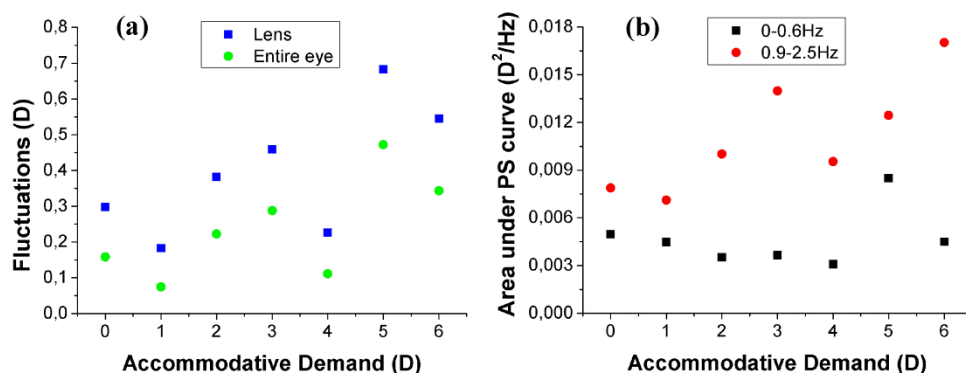 (a)
Lens
Entire eye
0,8
0,7
0,6
0,5
0,4
0,3
0,2
0,1
0,0
Fluctuations (D)
0 1 2 3 4 5 6
Accommodative Demand (D)
(b)
0-0.6Hz
0.9-2.5Hz
0,018
0,015
0,012
0,009
0,006
0,003
0,000
Area under PS curve (D²/Hz)
0 1 2 3 4 5 6
Accommodative Demand (D)